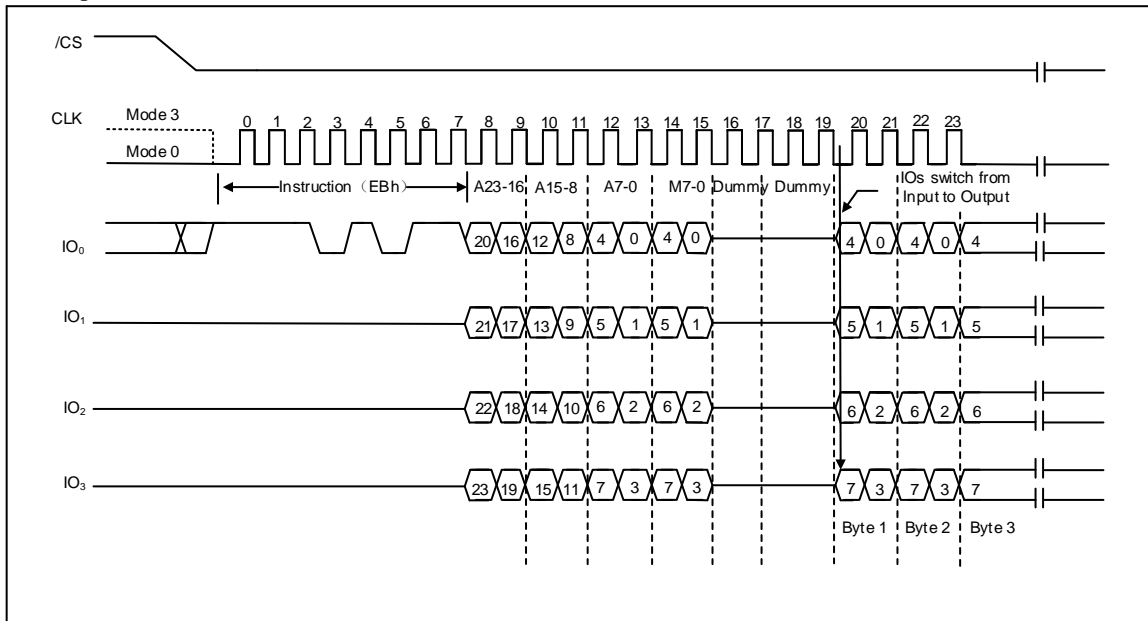 /CS
CLK Mode 3 0 1 2 3 4 5 6 7 8 9 10 11 12 13 14 15 16 17 18 19 20 21 22 23
Mode 0
Instruction（EBh） A23-16 A15-8 A7-0 M7-0 Dummy Dummy
IOs switch from
Input to Output
IO₀ 20 16 12 8 4 0 4 0 4 0 4 0 4
IO₁ 21 17 13 9 5 1 5 1 5 1 5 1 5
IO₂ 22 18 14 10 6 2 6 2 6 2 6 2 6
IO₃ 23 19 15 11 7 3 7 3 7 3 7 3 7
Byte 1 Byte 2 Byte 3